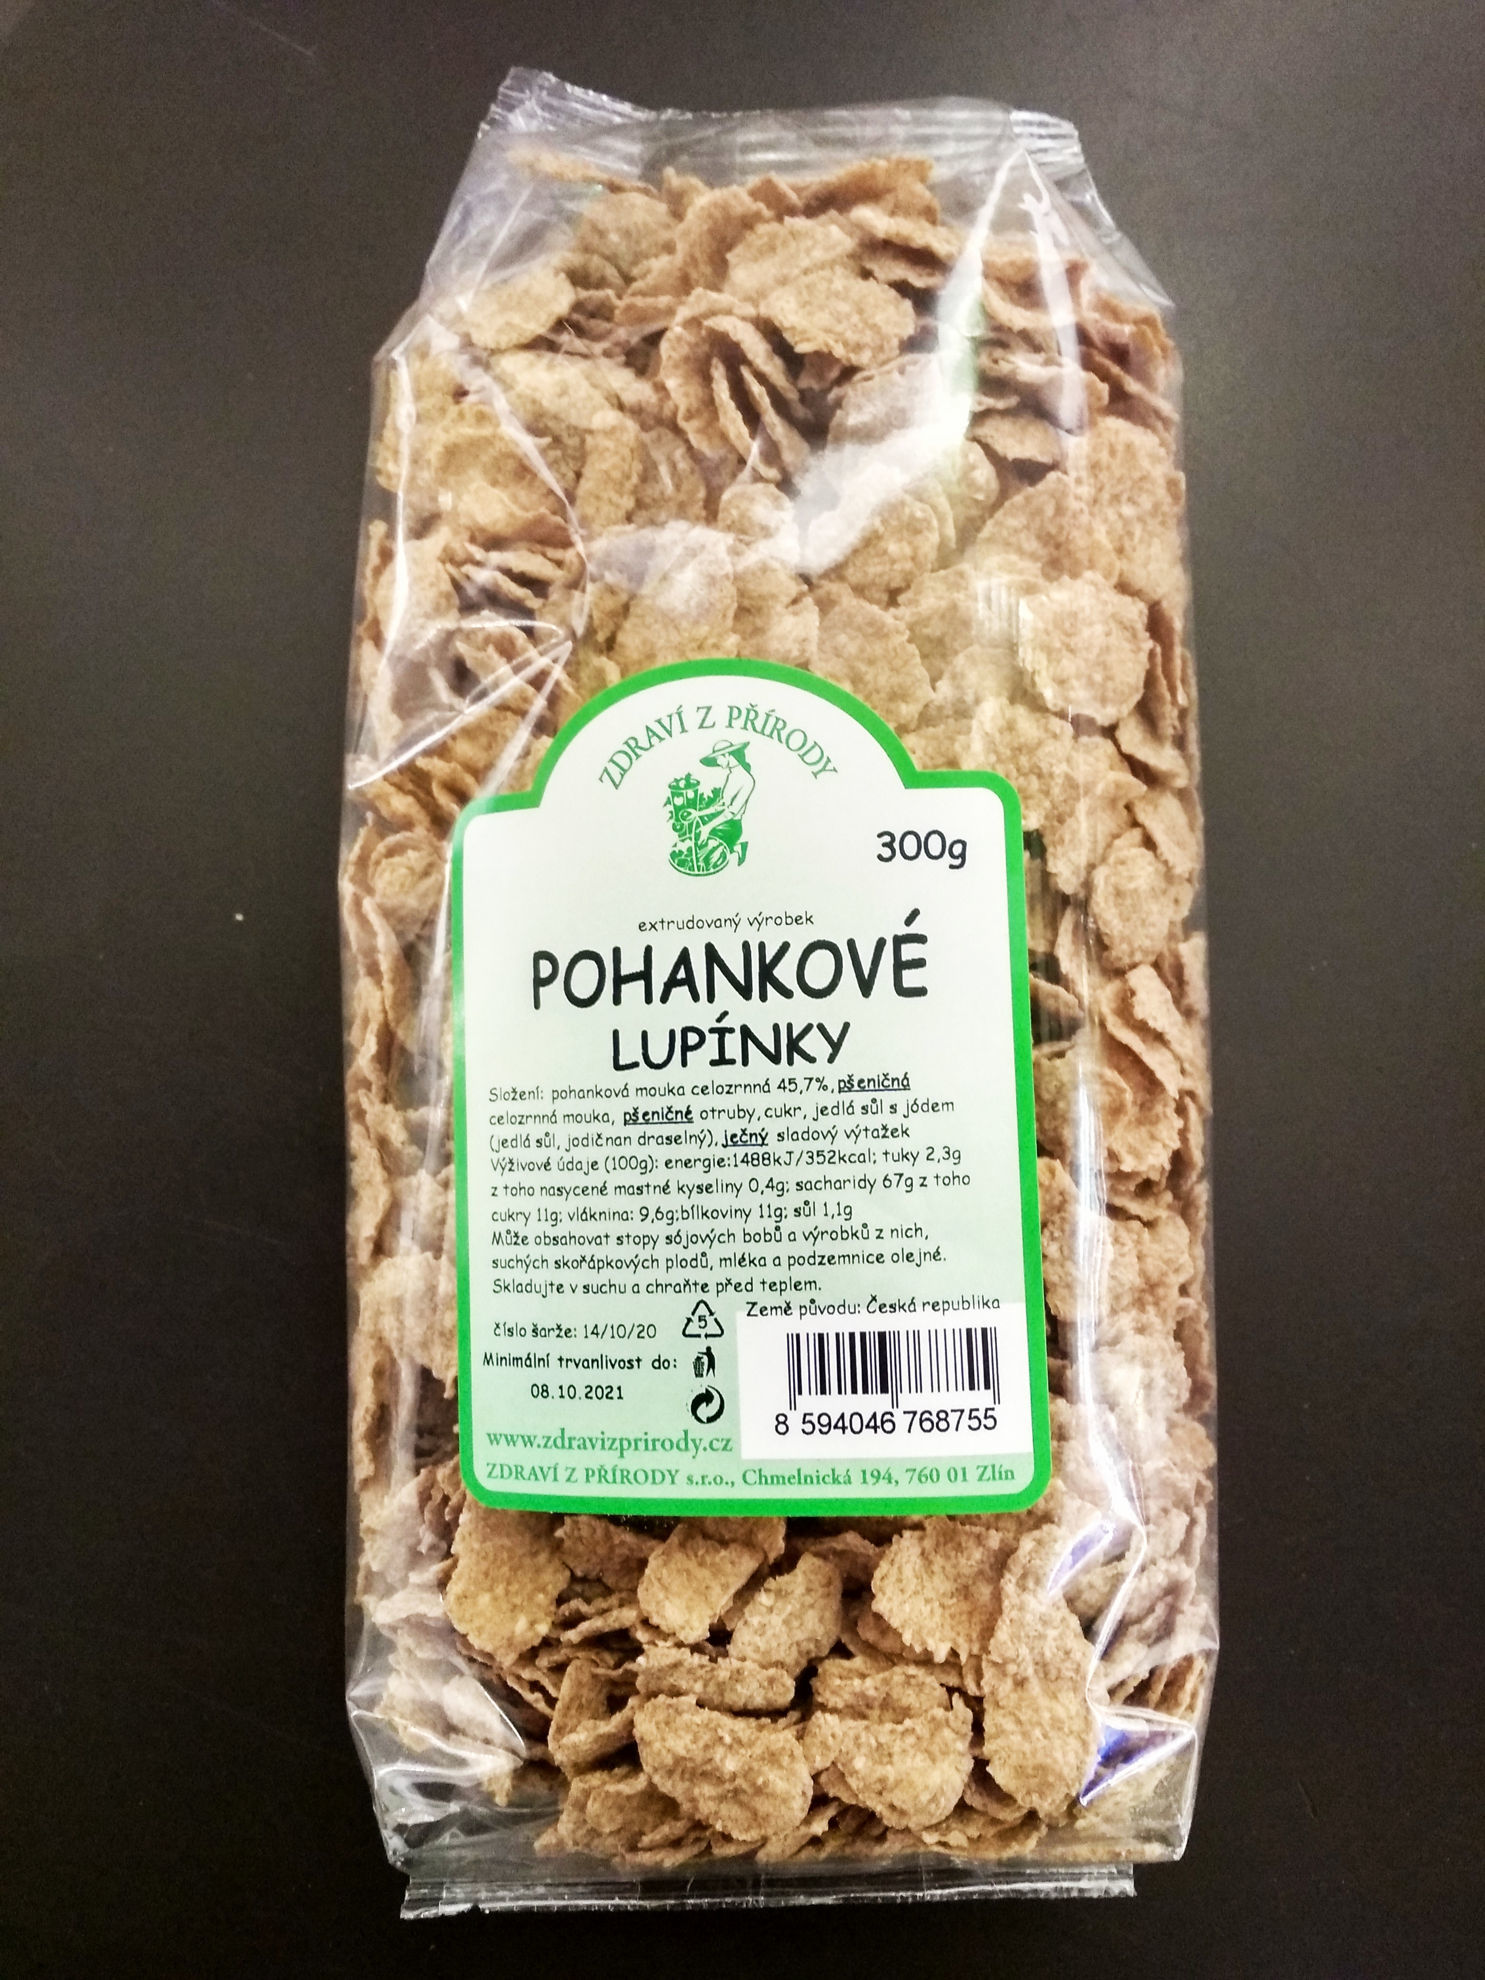 ZDRAVÍ Z PŘÍRODY
300g
extrudovaný výrobek
POHANKOVÉ
LUPÍNKY
Složení: pohanková mouka celozrnná 45,7%, pšeničná
celozrnná mouka, pšeničné otruby, cukr, jedlá sůl s jódem
(jedlá sůl, jodičnan draselný), ječný sladový výtažek
Výživové údaje (100g): energie:1488kJ/352kcal; tuky 2,3g
z toho nasycené mastné kyseliny 0,4g; sacharidy 67g z toho
cukry 11g; vláknina: 9,6g;bílkoviny 11g; sůl 1,1g
Může obsahovat stopy sójových bobů a výrobků z nich,
suchých skořápkových plodů, mléka a podzemnice olejné.
Skladujte v suchu a chraňte před teplem.
Země původu: Česká republika
číslo šarže: 14/10/20
5
Minimální trvanlivost do:
08.10.2021
8 594046 768755
www.zdravizprirody.cz
ZDRAVÍ Z PŘÍRODY s.r.o., Chmelnická 194, 760 01 Zlín